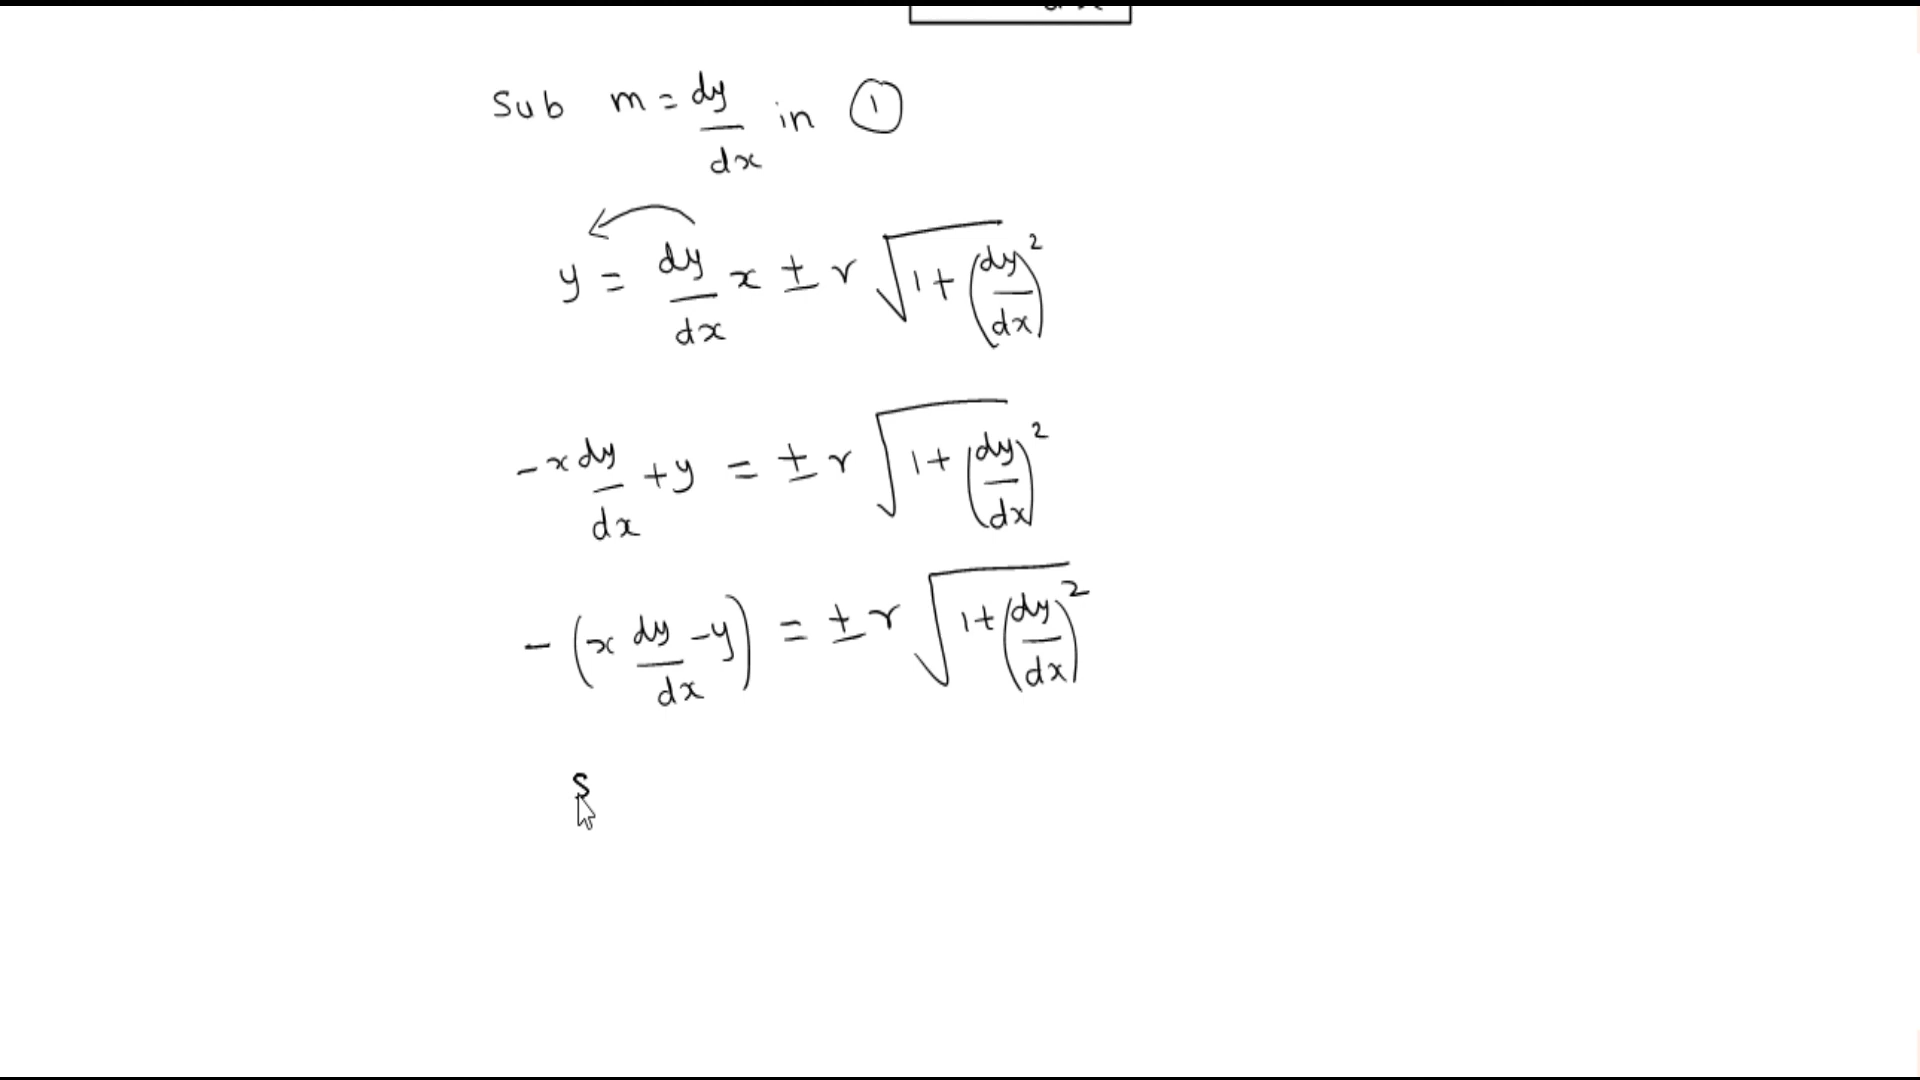 Sub m = dy/dx in ①
y = dy/dx x ± r √(1 + (dy/dx)²)
-x dy/dx + y = ± r √(1 + (dy/dx)²)
- (x dy/dx - y) = ± r √(1 + (dy/dx)²)
S